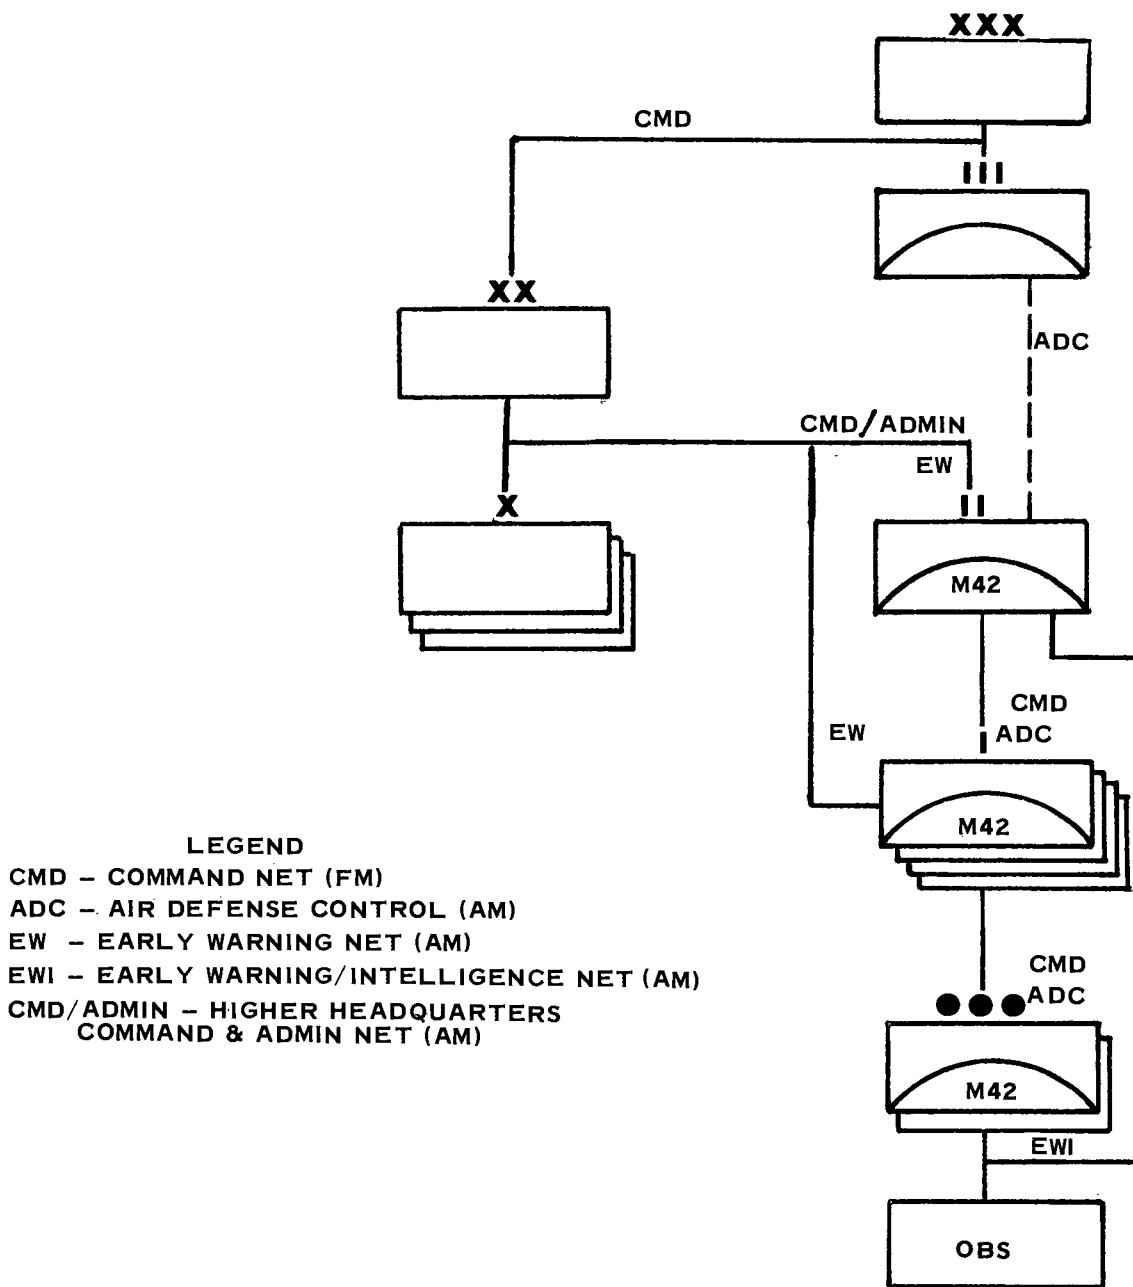 XXX
CMD
III
XX
ADC
CMD/ADMIN
EW
X
II
M42
CMD
EW
I
ADC
M42
LEGEND
CMD – COMMAND NET (FM)
ADC – AIR DEFENSE CONTROL (AM)
EW – EARLY WARNING NET (AM)
EWI – EARLY WARNING/INTELLIGENCE NET (AM)
CMD/ADMIN – HIGHER HEADQUARTERS
COMMAND & ADMIN NET (AM)
CMD
ADC
M42
EWI
OBS